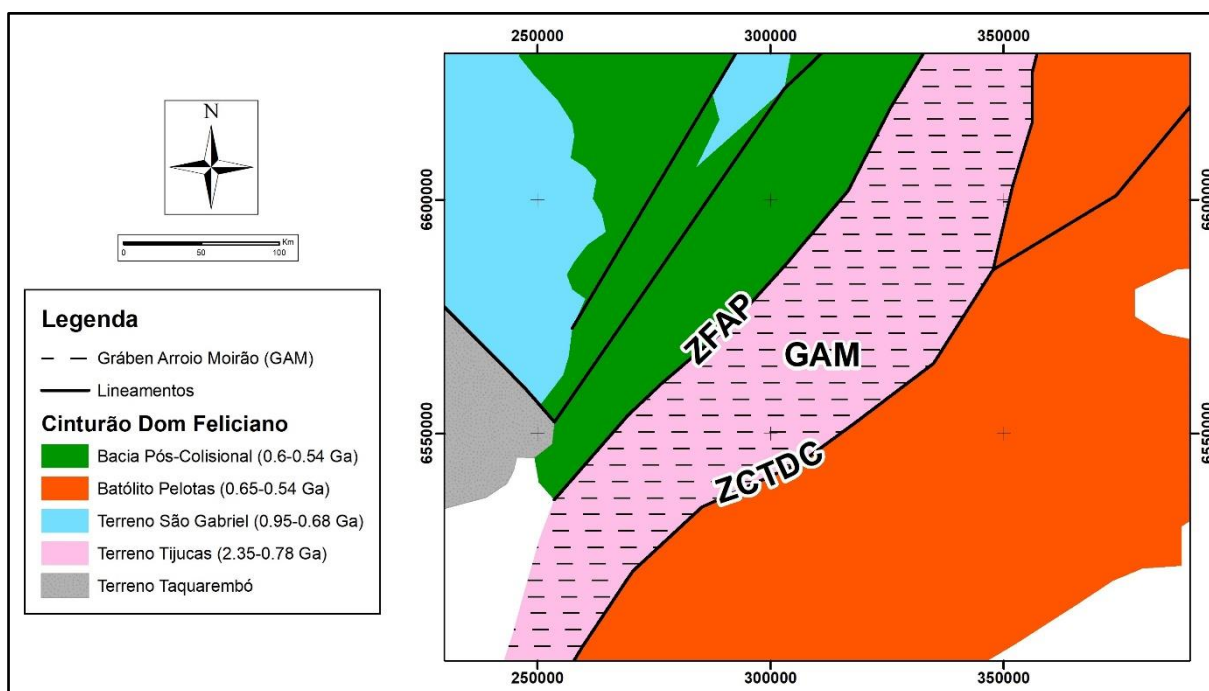 250000 300000 350000
N
6600000
6600000
Km
0 50 100
Legenda
Gráben Arroio Moirão (GAM)
Lineamentos
Cinturão Dom Feliciano
Bacia Pós-Colisional (0.6-0.54 Ga)
Batólito Pelotas (0.65-0.54 Ga)
Terreno São Gabriel (0.95-0.68 Ga)
Terreno Tijucas (2.35-0.78 Ga)
Terreno Taquarembó
ZFAP
GAM
ZCTDC
6550000
6550000
250000 300000 350000